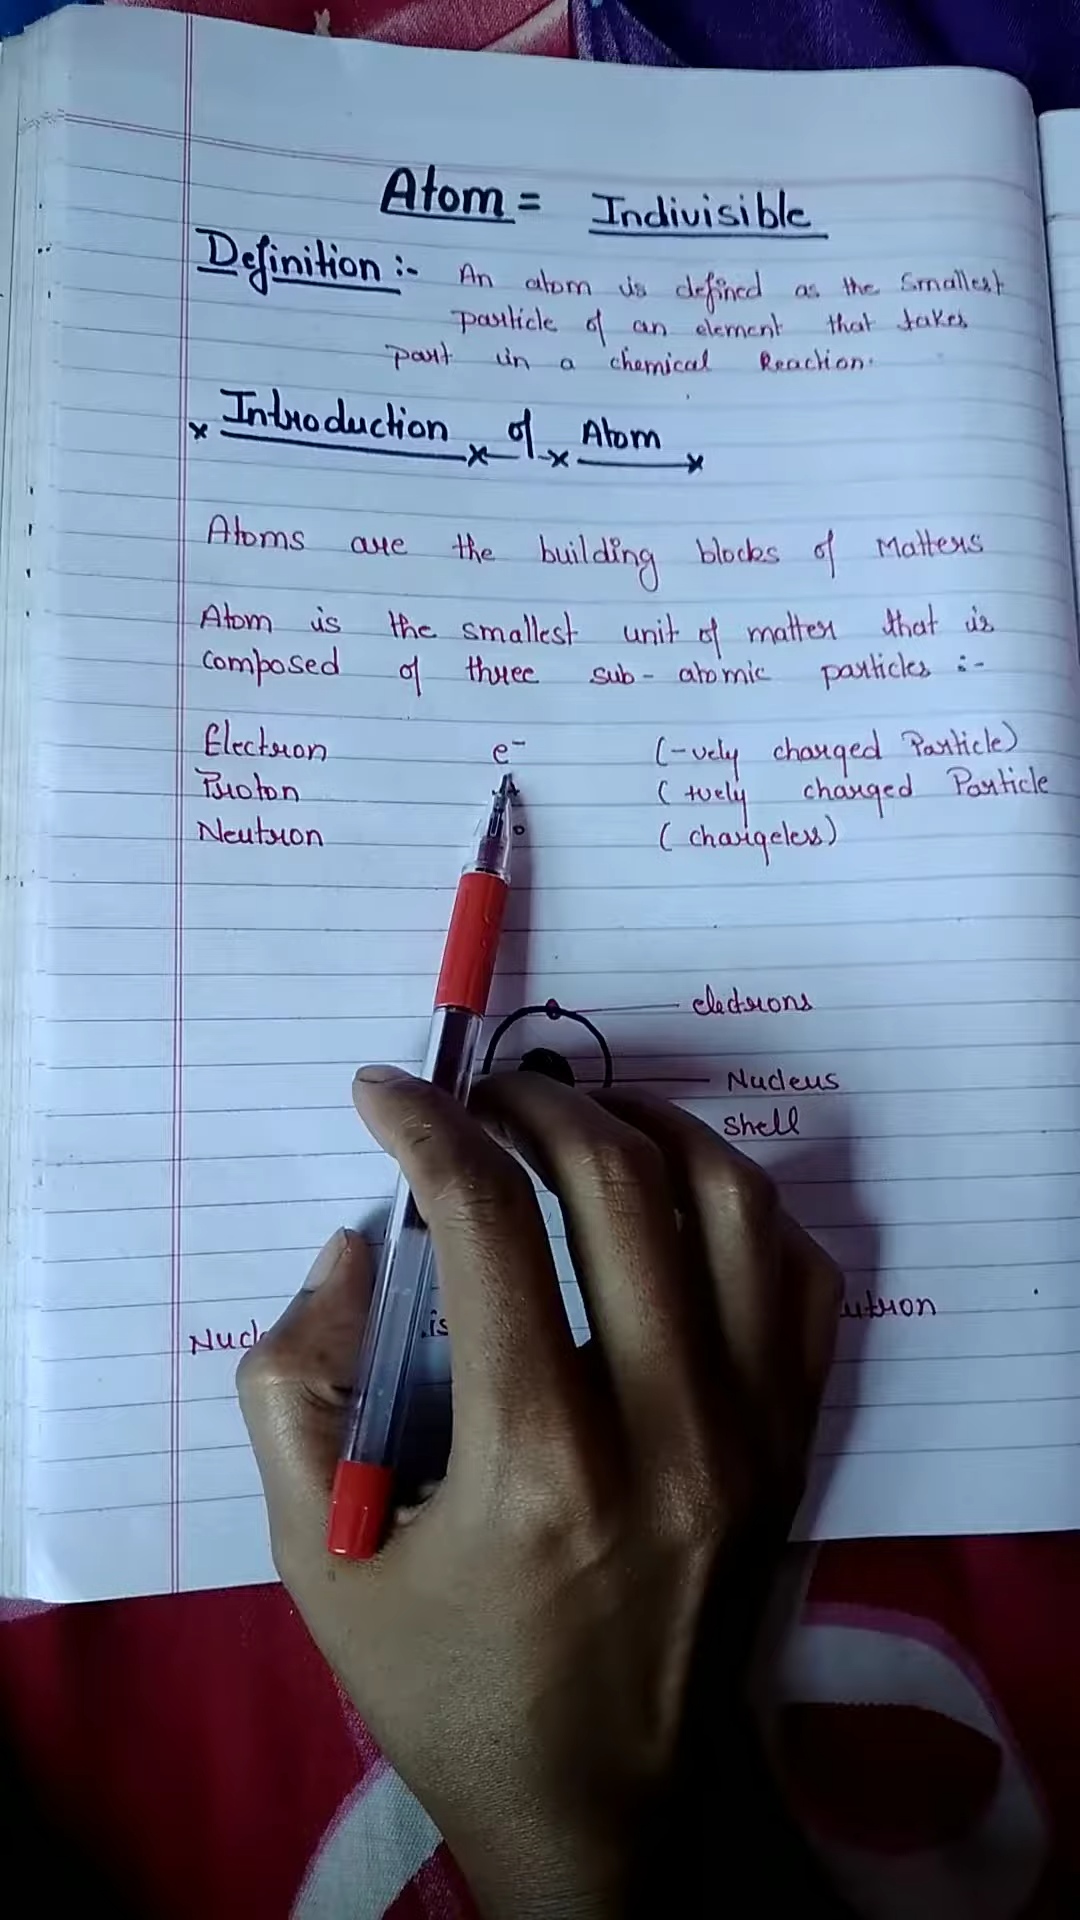 Atom = Indivisible
Definition :- An atom is defined as the smallest
particle of an element that takes
part in a chemical Reaction.
Introduction of Atom
Atoms are the building blocks of Matters
Atom is the smallest unit of matter that is
composed of three sub-atomic particles :-
Electron e⁻ (-vely charged Particle)
Proton (+vely charged Particle
Neutron (chargeless)
electrons
Nucleus
shell